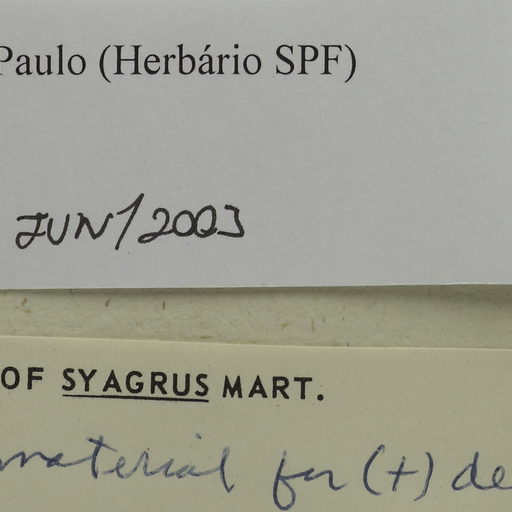 Paulo (Herbário SPF)
JUN/2003
OF SYAGRUS MART.
material for (+) de